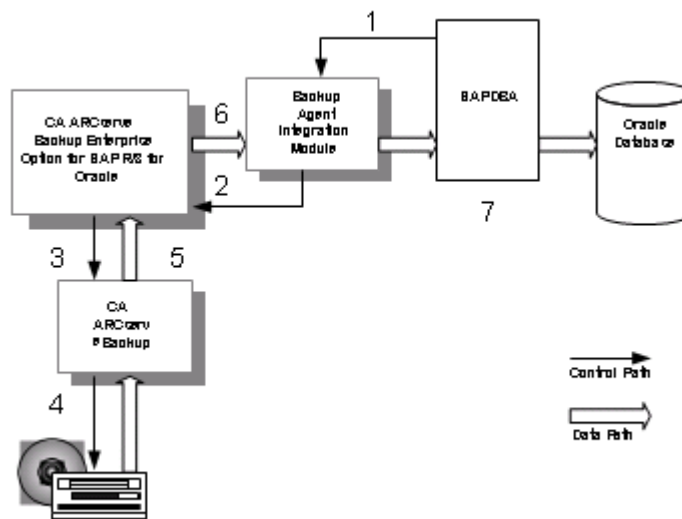 1
6
Backup
Agent
Integration
Module
SAPDBA
Oracle
Database
CA ARCserve
Backup Enterprise
Option for SAP R/3 for
Oracle
2
7
3
5
CA
ARCserv
e Backup
4
Control Path
Data Path